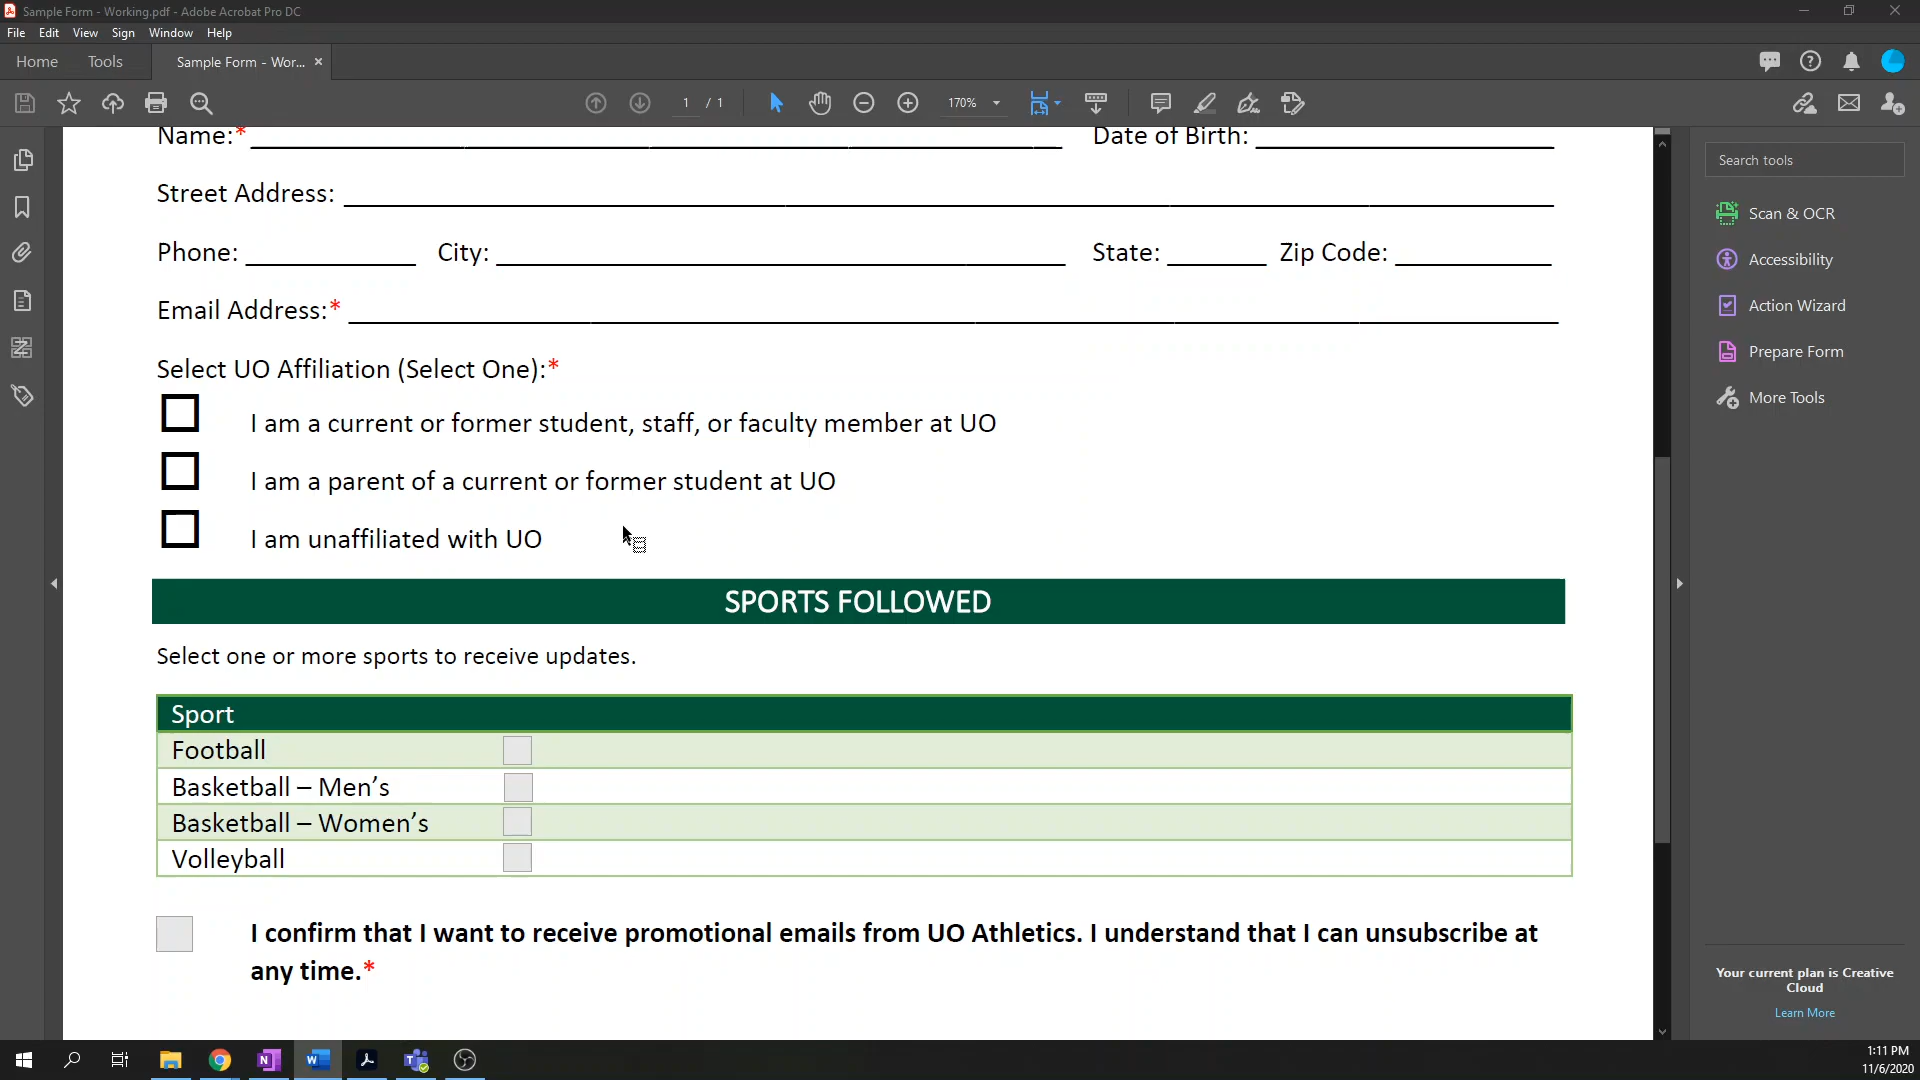 Sample Form - Working.pdf - Adobe Acrobat Pro DC
File Edit View Sign Window Help
Home Tools Sample Form - Wor... ×
1 / 1 170%
Name:* Date of Birth:
Street Address:
Phone: City: State: Zip Code:
Email Address:*
Select UO Affiliation (Select One):*
I am a current or former student, staff, or faculty member at UO
I am a parent of a current or former student at UO
I am unaffiliated with UO
SPORTS FOLLOWED
Select one or more sports to receive updates.
Sport
Football
Basketball – Men’s
Basketball – Women’s
Volleyball
I confirm that I want to receive promotional emails from UO Athletics. I understand that I can unsubscribe at
any time.*
Search tools
Scan & OCR
Accessibility
Action Wizard
Prepare Form
More Tools
Your current plan is Creative
Cloud
Learn More
1:11 PM
11/6/2020